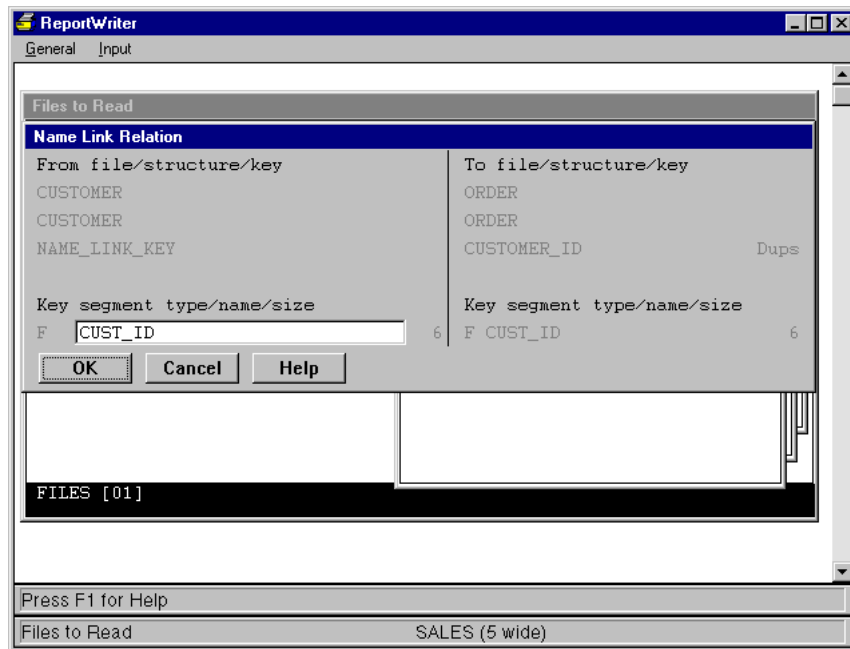 ReportWriter
General Input
Files to Read
Name Link Relation
From file/structure/key To file/structure/key
CUSTOMER ORDER
CUSTOMER ORDER
NAME_LINK_KEY CUSTOMER_ID Dups
Key segment type/name/size Key segment type/name/size
F CUST_ID 6 F CUST_ID 6
OK Cancel Help
FILES [01]
Press F1 for Help
Files to Read SALES (5 wide)